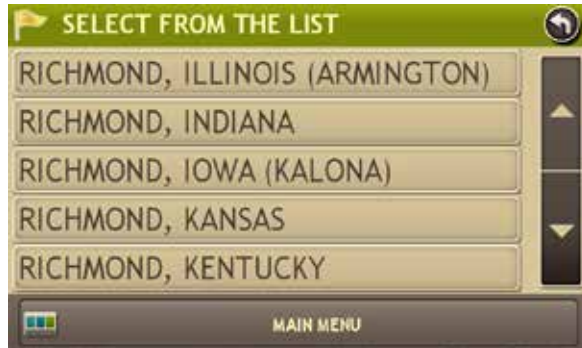 SELECT FROM THE LIST
RICHMOND, ILLINOIS (ARMINGTON)
RICHMOND, INDIANA
RICHMOND, IOWA (KALONA)
RICHMOND, KANSAS
RICHMOND, KENTUCKY
MAIN MENU